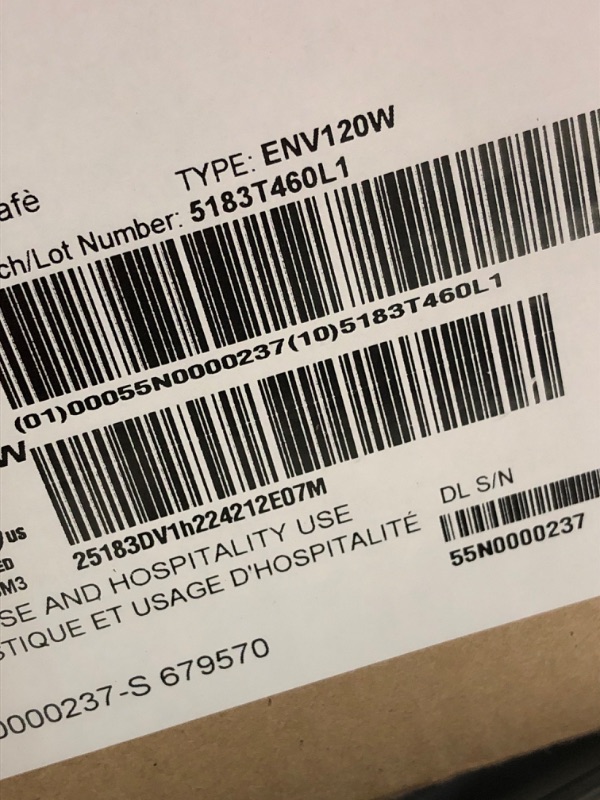 afè
TYPE: ENV120W
ch/Lot Number: 5183T460L1
(01)00055N0000237(10)5183T460L1
W
25183DV1h224212E07M
DL S/N
55N0000237
US
ED
M3
SE AND HOSPITALITY USE
STIQUE ET USAGE D'HOSPITALITÉ
0000237-S 679570